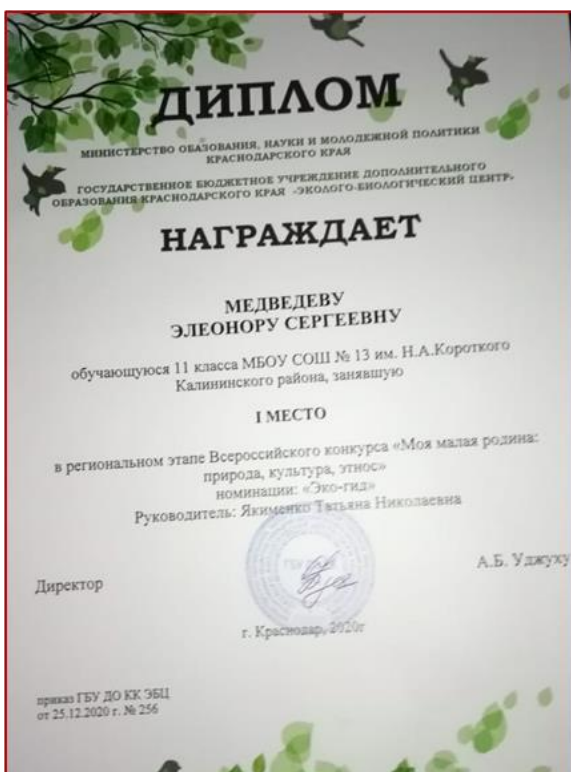 ДИПЛОМ
МИНИСТЕРСТВО ОБАЗОВАНИЯ, НАУКИ И МОЛОДЕЖНОЙ ПОЛИТИКИ
КРАСНОДАРСКОГО КРАЯ
ГОСУДАРСТВЕННОЕ БЮДЖЕТНОЕ УЧРЕЖДЕНИЕ ДОПОЛНИТЕЛЬНОГО
ОБРАЗОВАНИЯ КРАСНОДАРСКОГО КРАЯ «ЭКОЛОГО-БИОЛОГИЧЕСКИЙ ЦЕНТР»
НАГРАЖДАЕТ
МЕДВЕДЕВУ
ЭЛЕОНОРУ СЕРГЕЕВНУ
обучающуюся 11 класса МБОУ СОШ № 13 им. Н.А.Короткого
Калининского района, занявшую
I МЕСТО
в региональном этапе Всероссийского конкурса «Моя малая родина:
природа, культура, этнос»
номинации: «Эко-гид»
Руководитель: Якименко Татьяна Николаевна
Директор
А.Б. Уджуху
г. Краснодар, 2020г
приказ ГБУ ДО КК ЭБЦ
от 25.12.2020 г. № 256